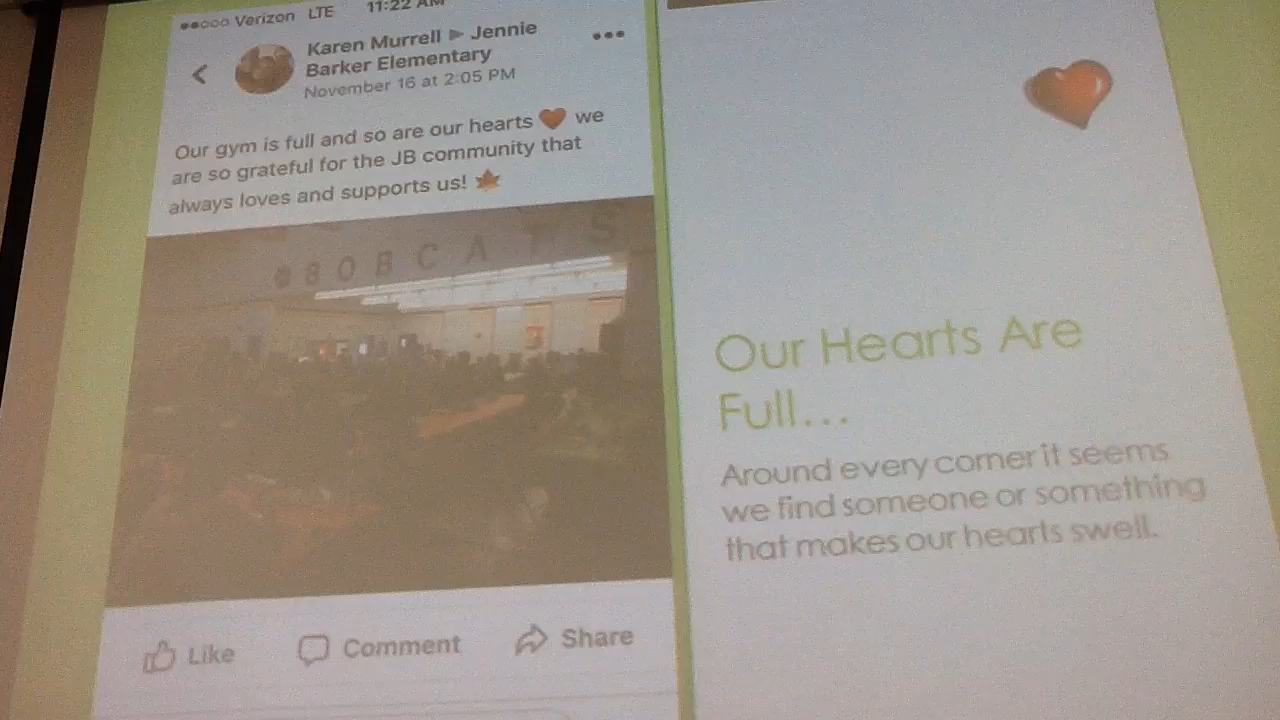 Verizon LTE 11:22 AM
Karen Murrell ▶ Jennie
Barker Elementary
November 16 at 2:05 PM
Our gym is full and so are our hearts ❤ we
are so grateful for the JB community that
always loves and supports us! 🍁
BOBCATS
Like Comment Share
Our Hearts Are
Full...
Around every corner it seems
we find someone or something
that makes our hearts swell.